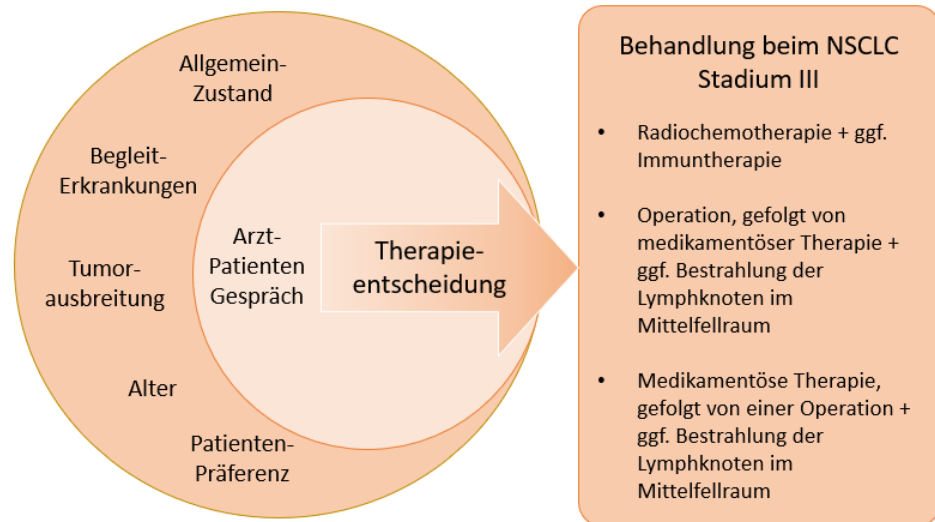 Allgemein-
Zustand
Begleit-
Erkrankungen
Tumor-
ausbreitung
Alter
Patienten-
Präferenz
Arzt-
Patienten
Gespräch
Therapie-
entscheidung
Behandlung beim NSCLC
Stadium III
• Radiochemotherapie + ggf.
Immuntherapie
• Operation, gefolgt von
medikamentöser Therapie +
ggf. Bestrahlung der
Lymphknoten im
Mittelfellraum
• Medikamentöse Therapie,
gefolgt von einer Operation +
ggf. Bestrahlung der
Lymphknoten im
Mittelfellraum